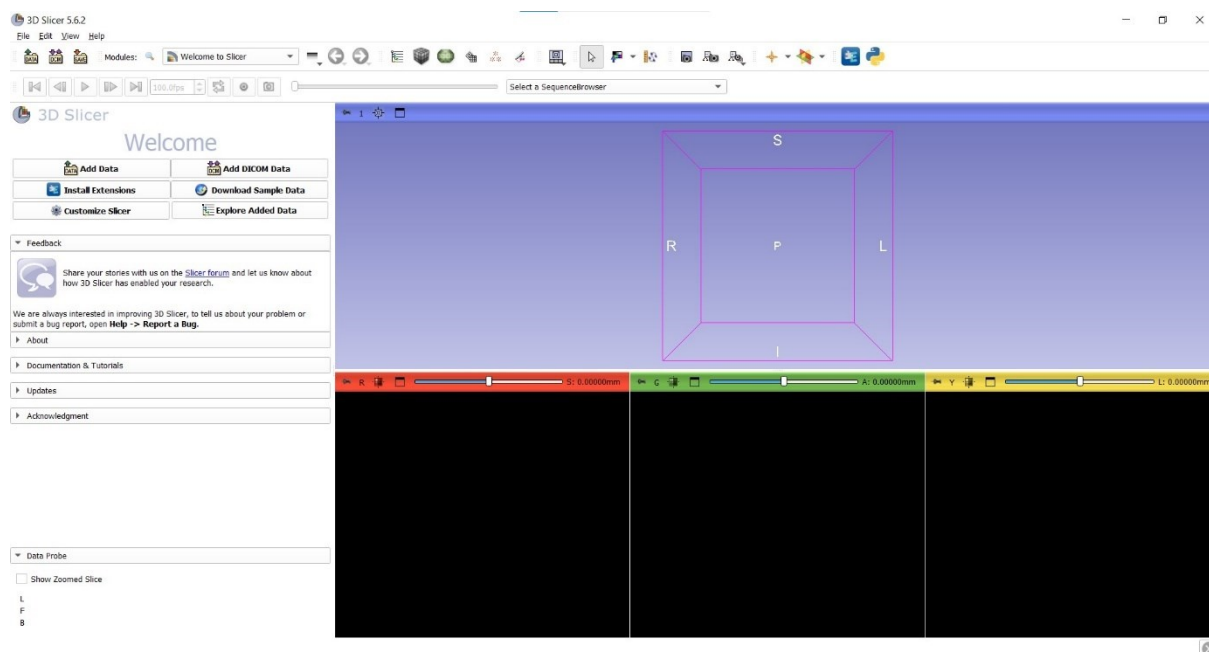 3D Slicer 5.6.2
File Edit View Help
DATA DCM SAVE Modules: Welcome to Slicer
100.0fps Select a SequenceBrowser
3D Slicer
Welcome
Add Data Add DICOM Data
Install Extensions Download Sample Data
Customize Slicer Explore Added Data
Feedback
Share your stories with us on the Slicer forum and let us know about
how 3D Slicer has enabled your research.
We are always interested in improving 3D Slicer, to tell us about your problem or
submit a bug report, open Help -> Report a Bug.
About
Documentation & Tutorials
Updates
Acknowledgment
Data Probe
Show Zoomed Slice
L
F
B
1
S
R P L
I
R S: 0.00000mm
G A: 0.00000mm
Y L: 0.00000mm